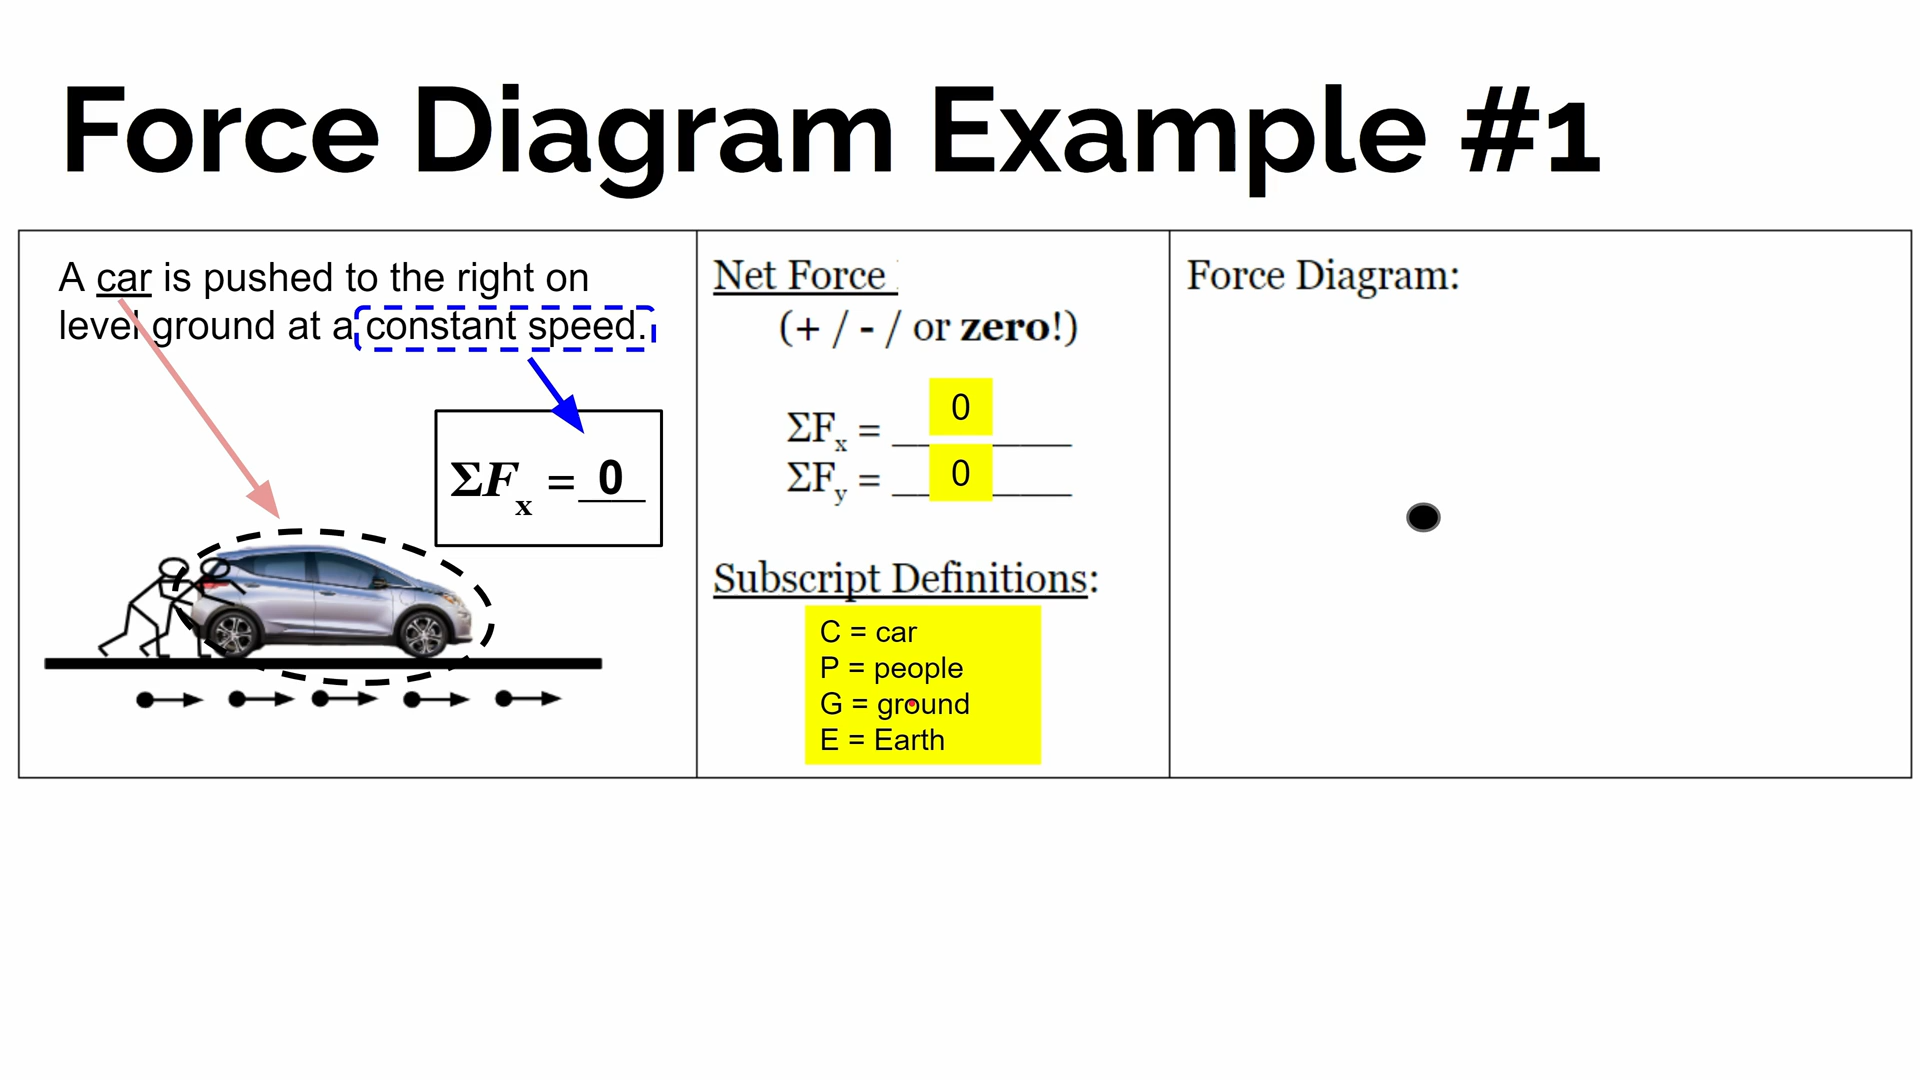 Force Diagram Example #1
A car is pushed to the right on
level ground at a constant speed.
ΣFx = 0
Net Force
(+ / - / or zero!)
ΣFx = 0
ΣFy = 0
Subscript Definitions:
C = car
P = people
G = ground
E = Earth
Force Diagram: